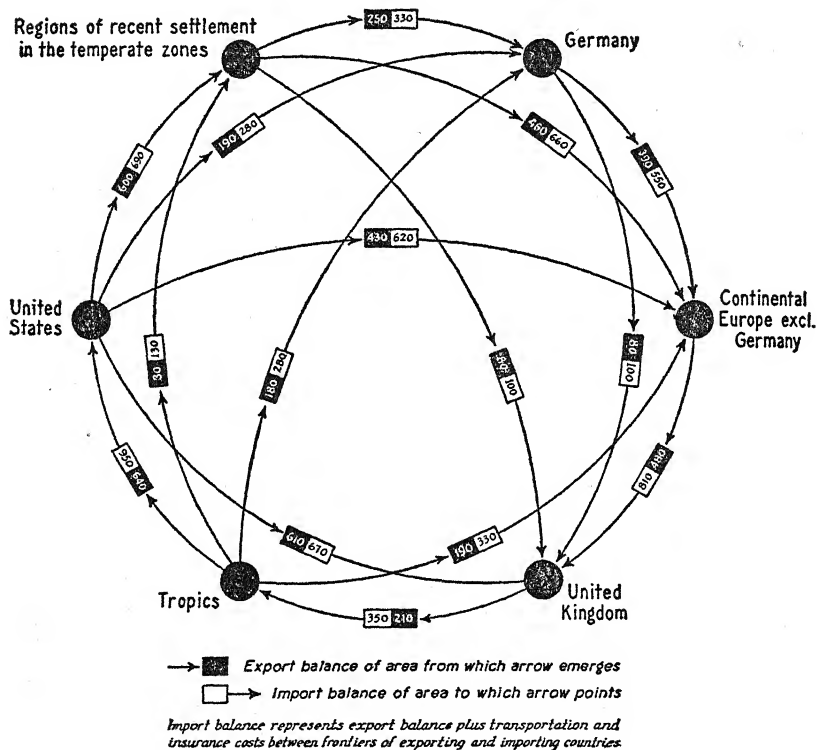 250 330
Regions of recent settlement
in the temperate zones
Germany
190 280
460 660
600 690
390 550
430 620
United
States
Continental
Europe excl.
Germany
30 130
180 280
100
80 100
950 640
810 480
610 670
190 330
Tropics
United
Kingdom
350 210
Export balance of area from which arrow emerges
Import balance of area to which arrow points
Import balance represents export balance plus transportation and
insurance costs between frontiers of exporting and importing countries.